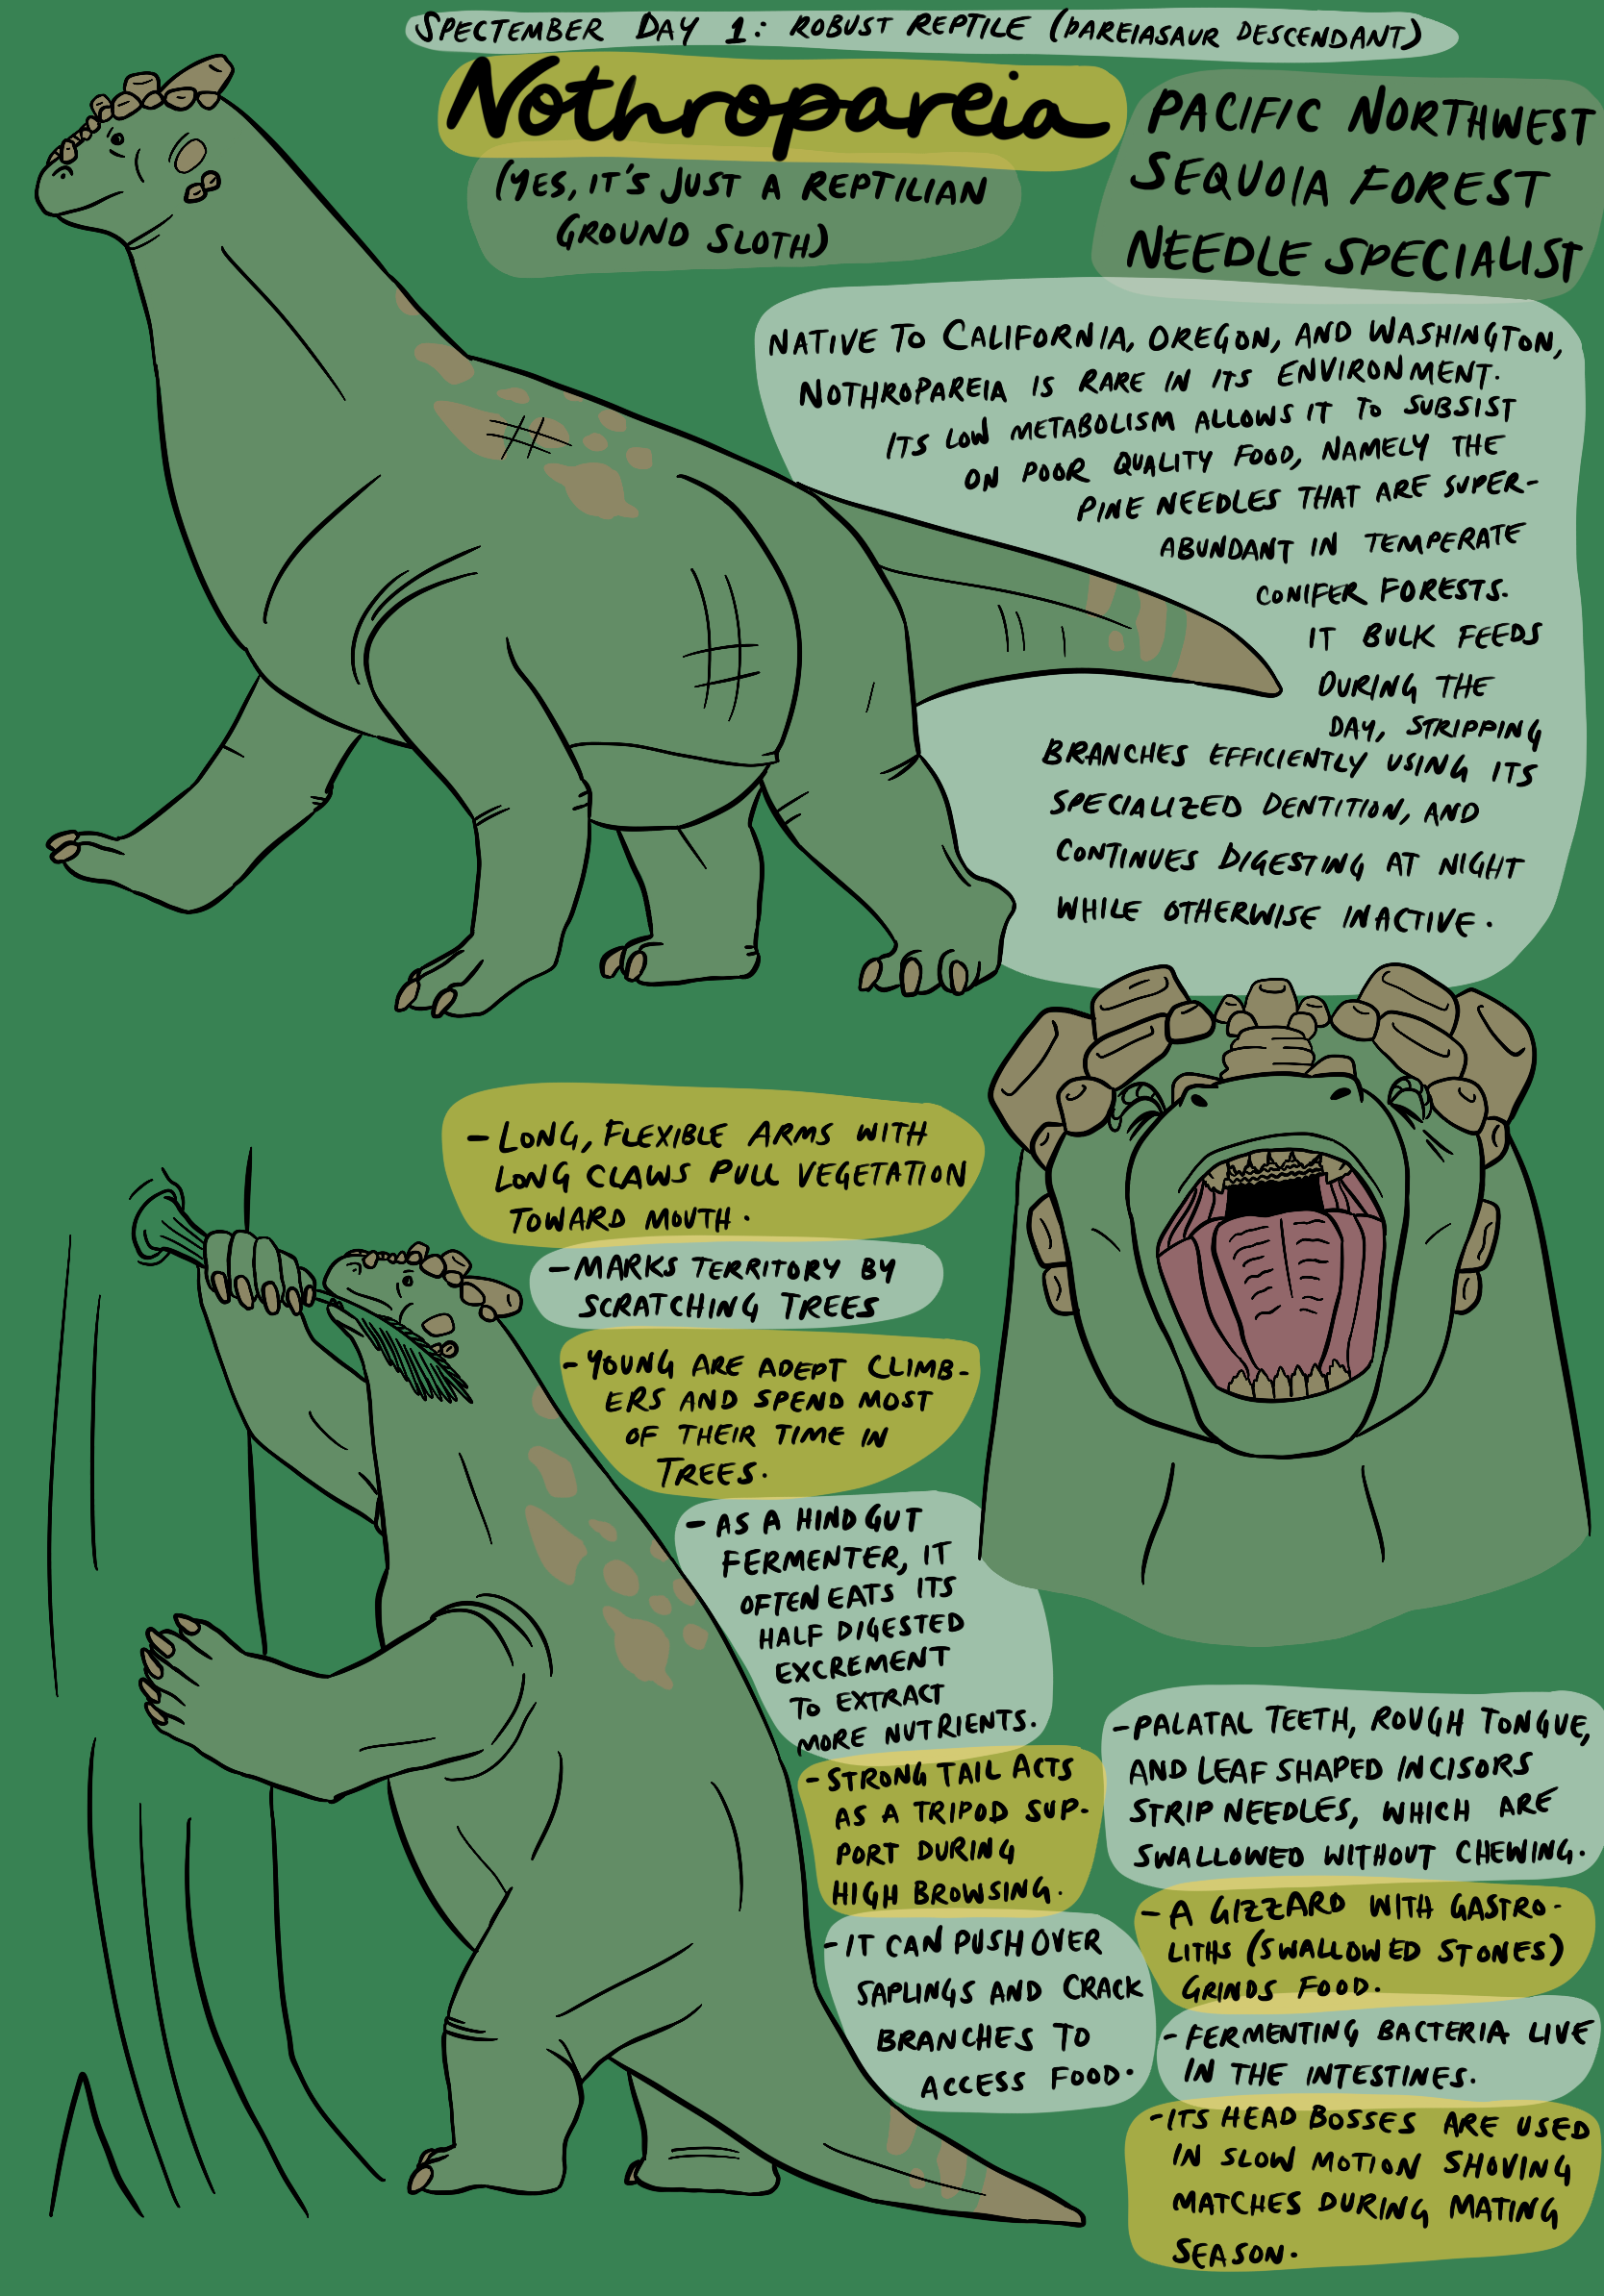 SPECTEMBER DAY 1: ROBUST REPTILE (PAREIASAUR DESCENDANT)
Nothropareia
(YES, IT'S JUST A REPTILIAN
GROUND SLOTH)
PACIFIC NORTHWEST
SEQUOIA FOREST
NEEDLE SPECIALIST
NATIVE TO CALIFORNIA, OREGON, AND WASHINGTON,
NOTHROPAREIA IS RARE IN ITS ENVIRONMENT.
ITS LOW METABOLISM ALLOWS IT TO SUBSIST
ON POOR QUALITY FOOD, NAMELY THE
PINE NEEDLES THAT ARE SUPER-
ABUNDANT IN TEMPERATE
CONIFER FORESTS.
IT BULK FEEDS
DURING THE
DAY, STRIPPING
BRANCHES EFFICIENTLY USING ITS
SPECIALIZED DENTITION, AND
CONTINUES DIGESTING AT NIGHT
WHILE OTHERWISE INACTIVE.
- LONG, FLEXIBLE ARMS WITH
LONG CLAWS PULL VEGETATION
TOWARD MOUTH.
- MARKS TERRITORY BY
SCRATCHING TREES
- YOUNG ARE ADEPT CLIMB-
ERS AND SPEND MOST
OF THEIR TIME IN
TREES.
- AS A HIND GUT
FERMENTER, IT
OFTEN EATS ITS
HALF DIGESTED
EXCREMENT
TO EXTRACT
MORE NUTRIENTS.
- STRONG TAIL ACTS
AS A TRIPOD SUP-
PORT DURING
HIGH BROWSING.
- IT CAN PUSH OVER
SAPLINGS AND CRACK
BRANCHES TO
ACCESS FOOD.
- PALATAL TEETH, ROUGH TONGUE,
AND LEAF SHAPED INCISORS
STRIP NEEDLES, WHICH ARE
SWALLOWED WITHOUT CHEWING.
- A GIZZARD WITH GASTRO-
LITHS (SWALLOWED STONES)
GRINDS FOOD.
- FERMENTING BACTERIA LIVE
IN THE INTESTINES.
- ITS HEAD BOSSES ARE USED
IN SLOW MOTION SHOVING
MATCHES DURING MATING
SEASON.